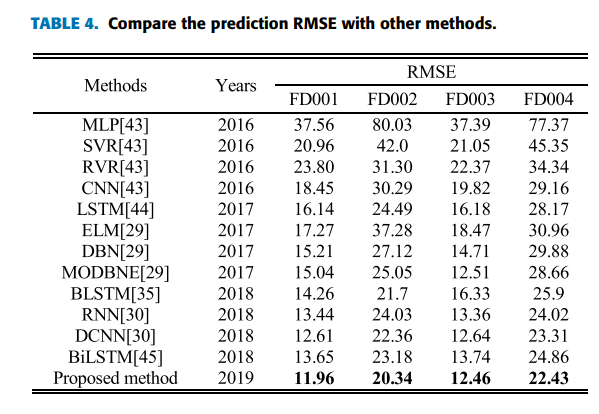 TABLE 4. Compare the prediction RMSE with other methods.
Methods Years RMSE
FD001 FD002 FD003 FD004
MLP[43] 2016 37.56 80.03 37.39 77.37
SVR[43] 2016 20.96 42.0 21.05 45.35
RVR[43] 2016 23.80 31.30 22.37 34.34
CNN[43] 2016 18.45 30.29 19.82 29.16
LSTM[44] 2017 16.14 24.49 16.18 28.17
ELM[29] 2017 17.27 37.28 18.47 30.96
DBN[29] 2017 15.21 27.12 14.71 29.88
MODBNE[29] 2017 15.04 25.05 12.51 28.66
BLSTM[35] 2018 14.26 21.7 16.33 25.9
RNN[30] 2018 13.44 24.03 13.36 24.02
DCNN[30] 2018 12.61 22.36 12.64 23.31
BiLSTM[45] 2018 13.65 23.18 13.74 24.86
Proposed method 2019 11.96 20.34 12.46 22.43